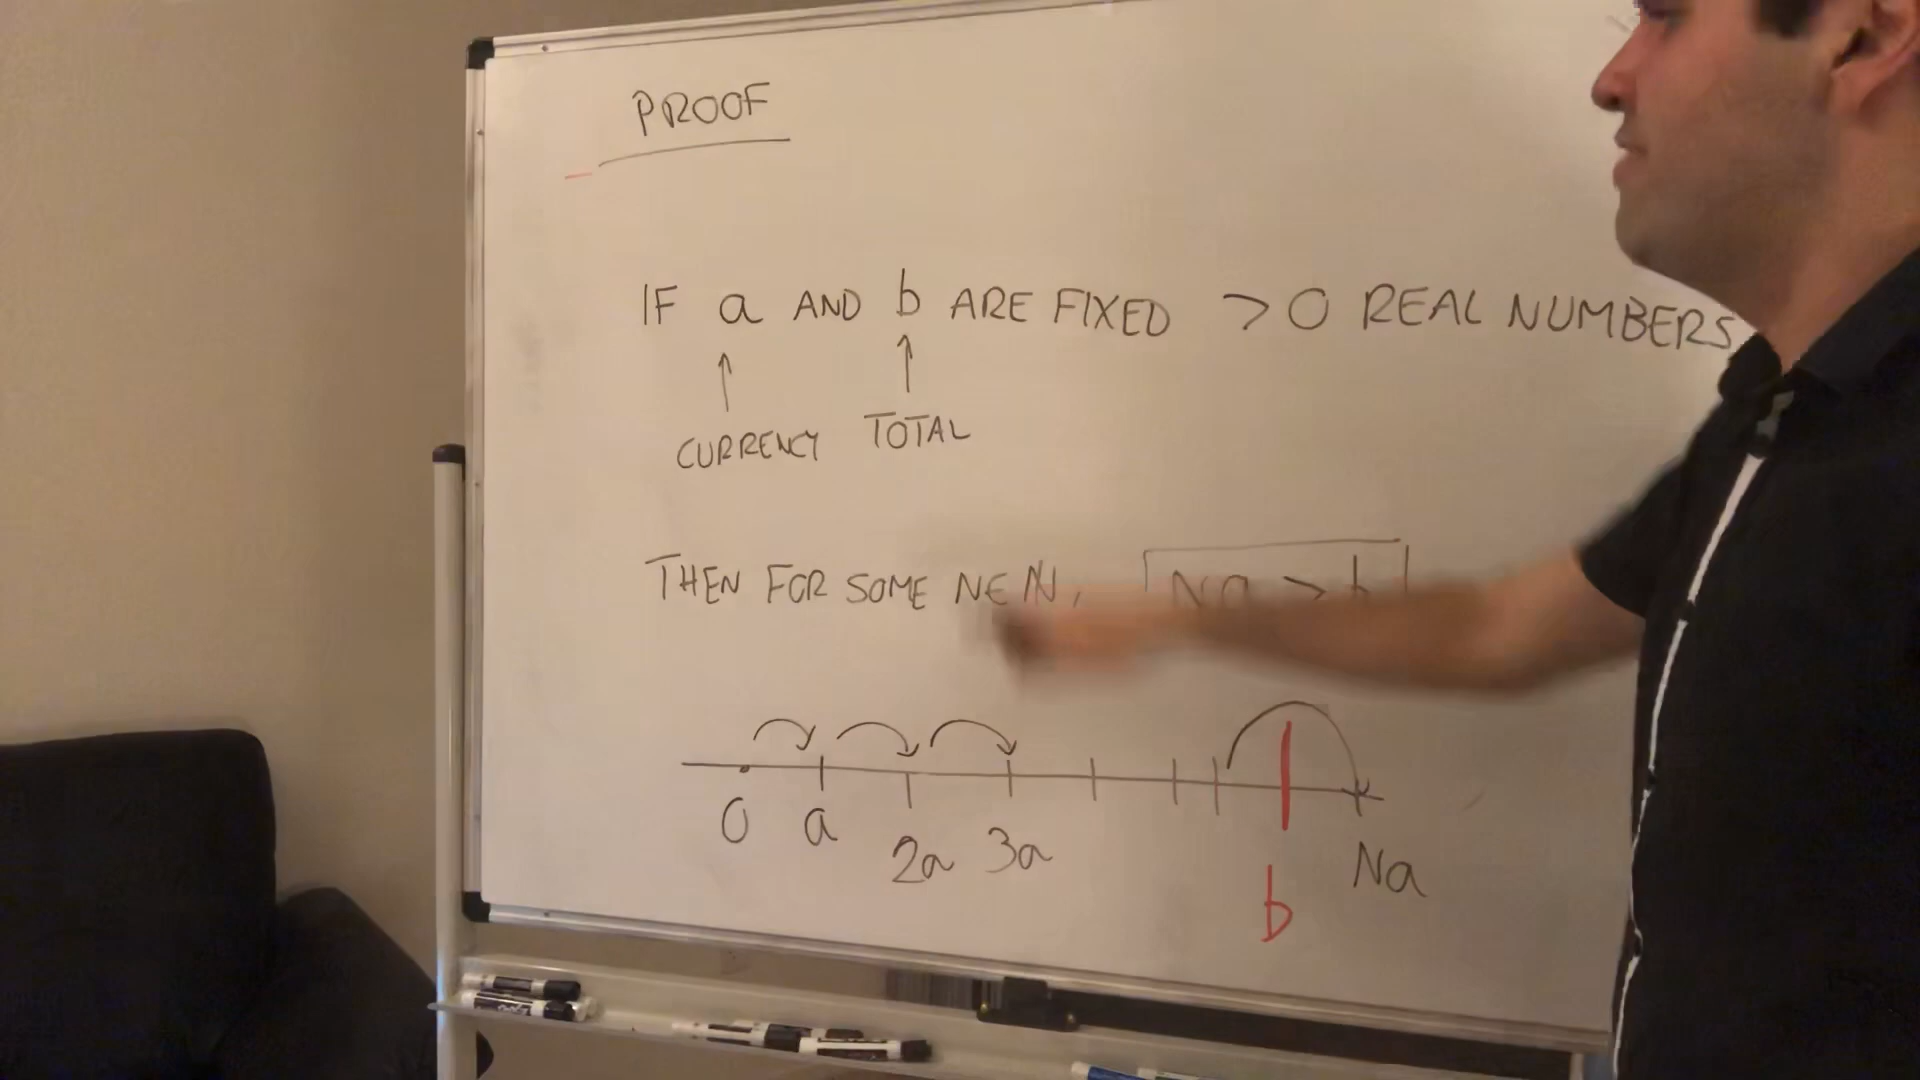 PROOF
IF a AND b ARE FIXED > 0 REAL NUMBERS
CURRENCY TOTAL
THEN FOR SOME N ∈ ℕ, Na > b
0 a 2a 3a b Na